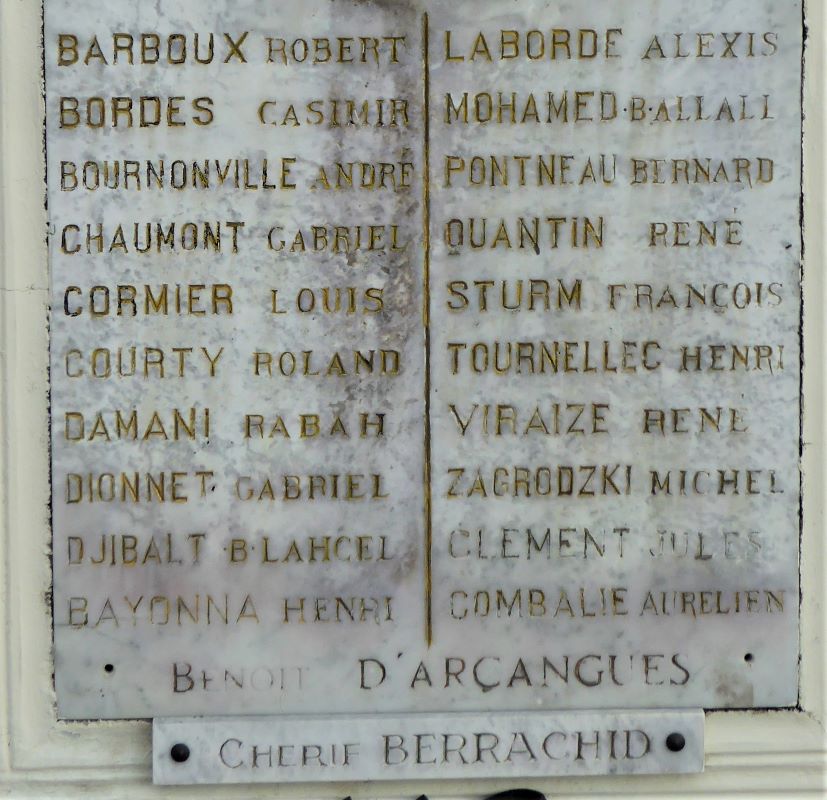 BARBOUX ROBERT
BORDES CASIMIR
BOURNONVILLE ANDRÉ
CHAUMONT GABRIEL
CORMIER LOUIS
COURTY ROLAND
DAMANI RABAH
DIONNET GABRIEL
DJIBALT·B·LAHCEL
BAYONNA HENRI
LABORDE ALEXIS
MOHAMED·B·ALLALL
PONTNEAU BERNARD
QUANTIN RENÉ
STURM FRANÇOIS
TOURNELLEC HENRI
VIRAIZE RENÉ
ZAGRODZKI MICHEL
CLEMENT JULES
COMBALIE AURELIEN
BENOIT D'ARÇANGUES
CHERIF BERRACHID